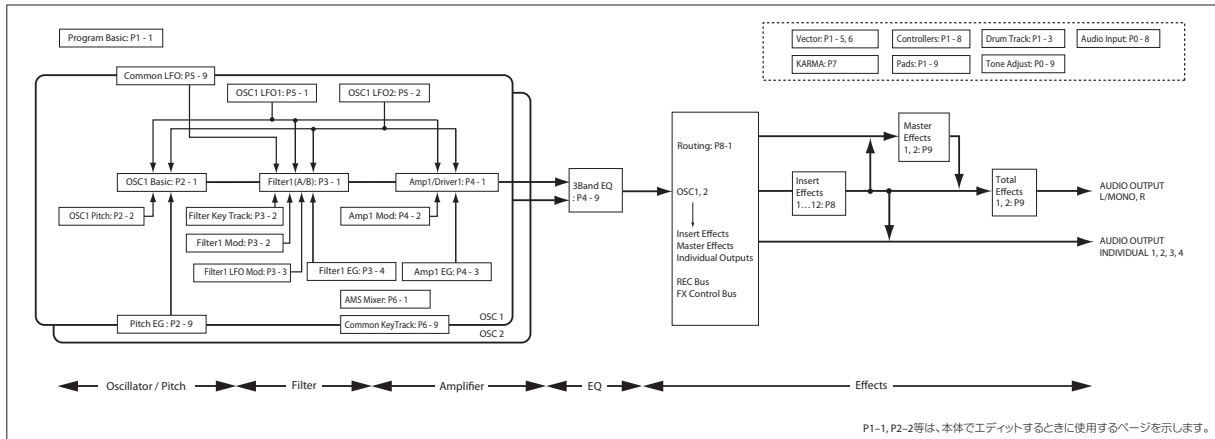 Program Basic: P1 - 1
Vector: P1 - 5, 6
Controllers: P1 - 8
Drum Track: P1 - 3
Audio Input: P0 - 8
KARMA: P7
Pads: P1 - 9
Tone Adjust: P0 - 9
Common LFO: P5 - 9
OSC1 LFO1: P5 - 1
OSC1 LFO2: P5 - 2
OSC1 Basic: P2 - 1
Filter1(A/B): P3 - 1
Amp1/Driver1: P4 - 1
OSC1 Pitch: P2 - 2
Filter Key Track: P3 - 2
Amp1 Mod: P4 - 2
Filter1 Mod: P3 - 2
Filter1 LFO Mod: P3 - 3
Filter1 EG: P3 - 4
Amp1 EG: P4 - 3
AMS Mixer: P6 - 1
Pitch EG : P2 - 9
Common KeyTrack: P6 - 9
OSC 1
OSC 2
3Band EQ
: P4 - 9
Routing: P8-1
OSC1, 2
Insert Effects
Master Effects
Individual Outputs
REC Bus
FX Control Bus
Insert
Effects
1...12: P8
Master
Effects
1, 2: P9
Total
Effects
1, 2: P9
AUDIO OUTPUT
L/MONO, R
AUDIO OUTPUT
INDIVIDUAL 1, 2, 3, 4
Oscillator / Pitch
Filter
Amplifier
EQ
Effects
P1–1, P2–2等は、本体でエディットするときに使用するページを示します。